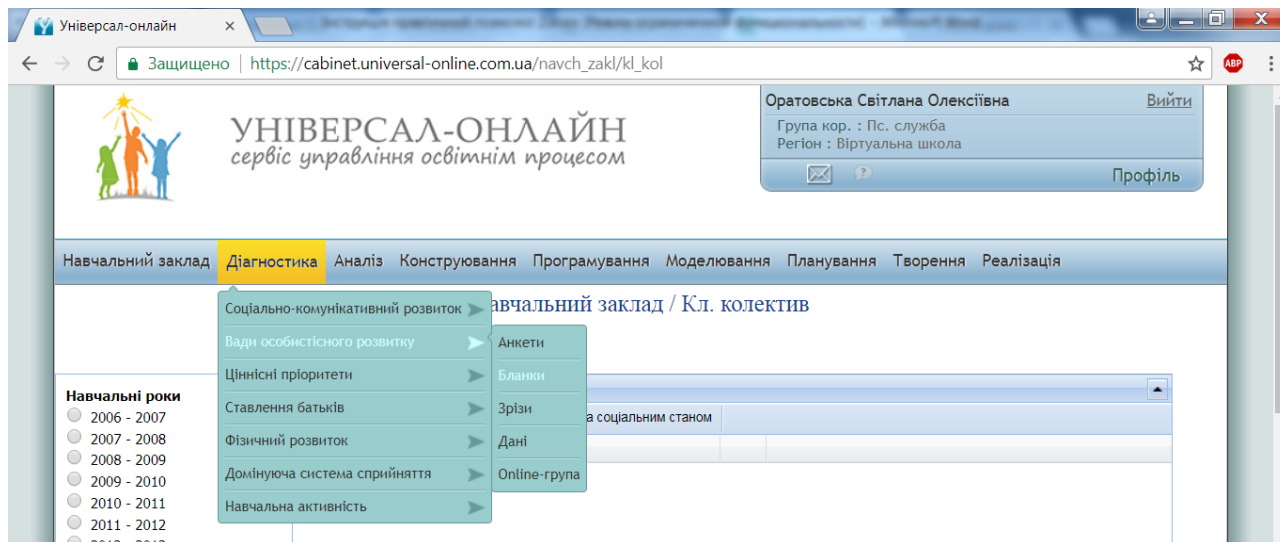 Універсал-онлайн
Защищено | https://cabinet.universal-online.com.ua/navch_zakl/kl_kol
ABP
УНІВЕРСАЛ-ОНЛАЙН
сервіс управління освітнім процесом
Оратовська Світлана Олексіївна Вийти
Група кор. : Пс. служба
Регіон : Віртуальна школа
Профіль
Навчальний заклад Діагностика Аналіз Конструювання Програмування Моделювання Планування Творення Реалізація
авчальний заклад / Кл. колектив
Соціально-комунікативний розвиток
Вади особистісного розвитку
Ціннісні пріоритети
Ставлення батьків
Фізичний розвиток
Домінуюча система сприйняття
Навчальна активність
Анкети
Бланки
Зрізи
Дані
Online-група
а соціальним станом
Навчальні роки
2006 - 2007
2007 - 2008
2008 - 2009
2009 - 2010
2010 - 2011
2011 - 2012